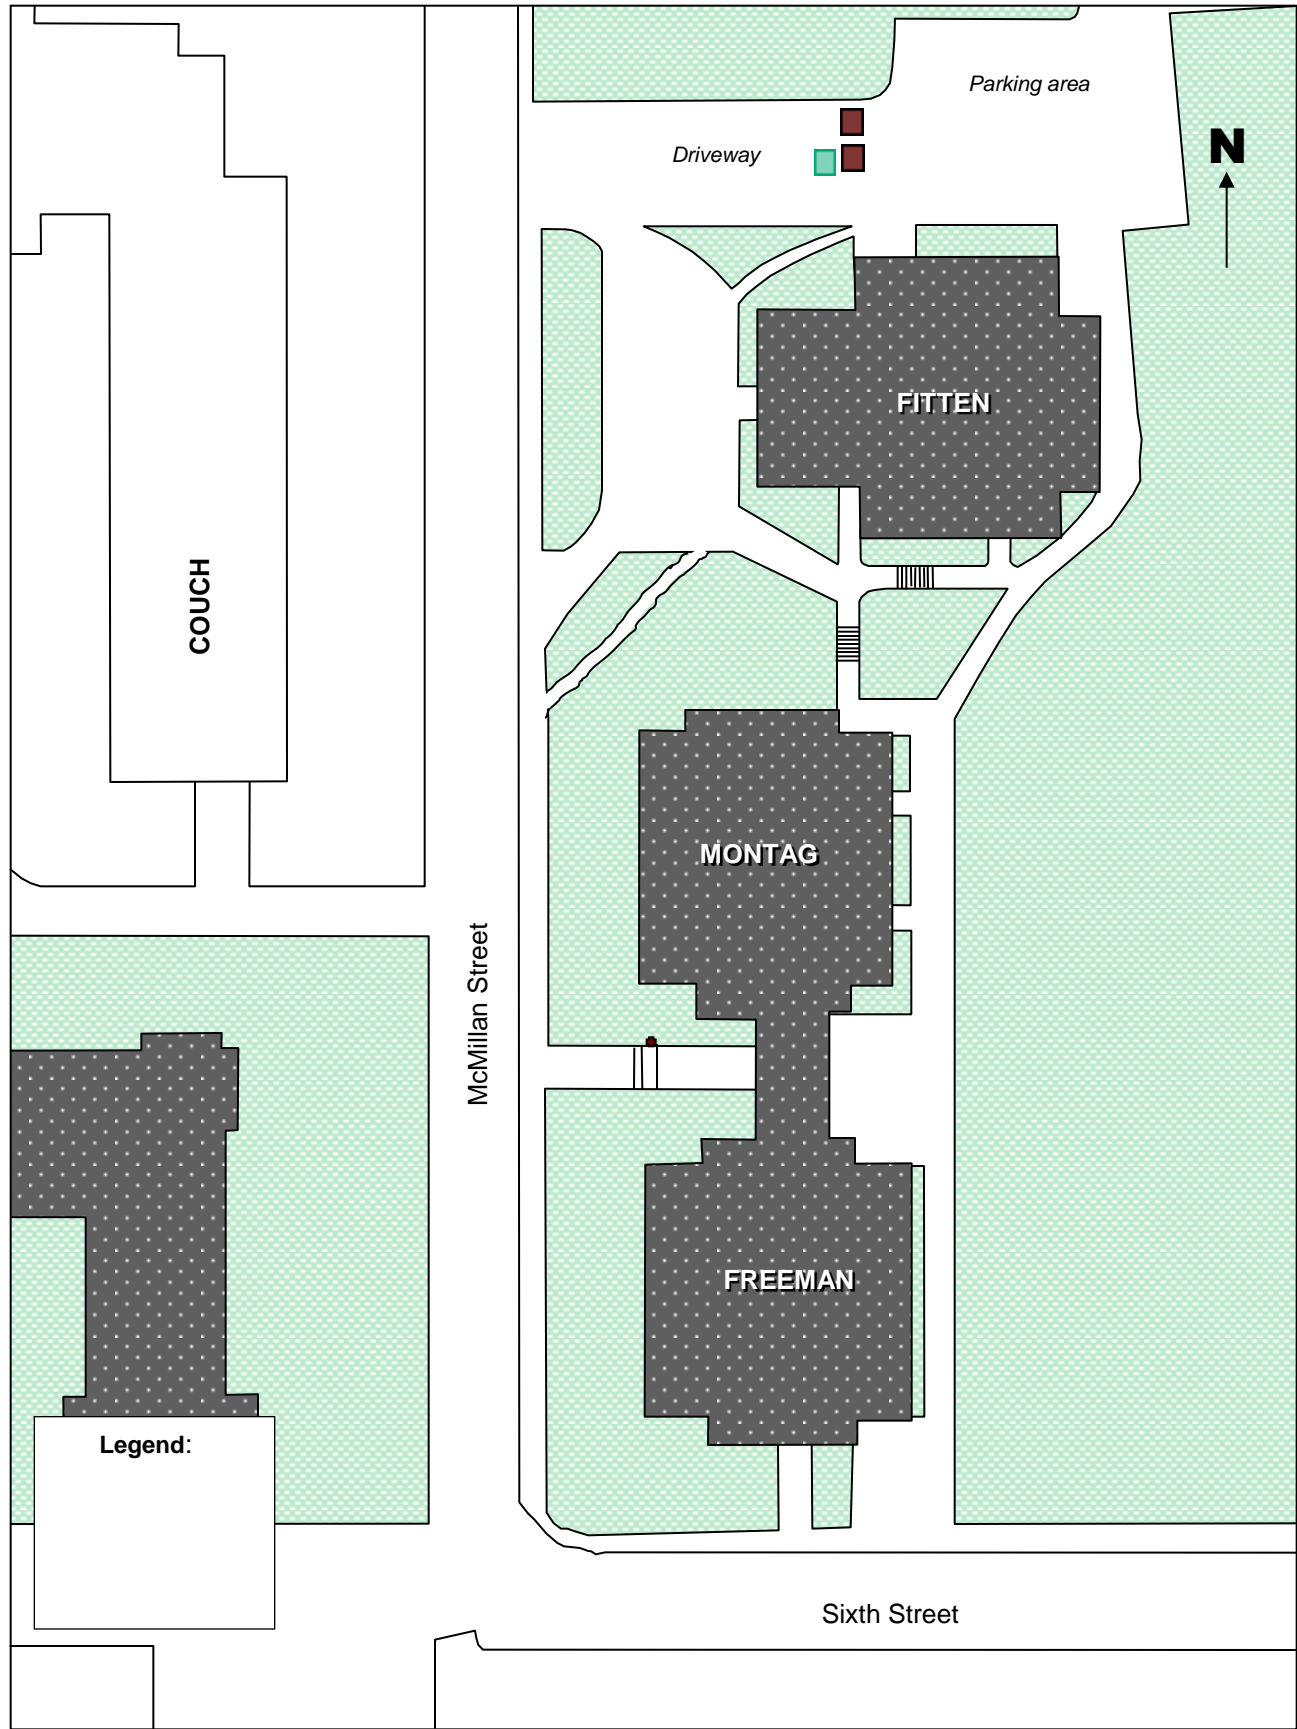 Parking area
N
Driveway
FITTEN
COUCH
MONTAG
McMillan Street
FREEMAN
Legend:
Sixth Street